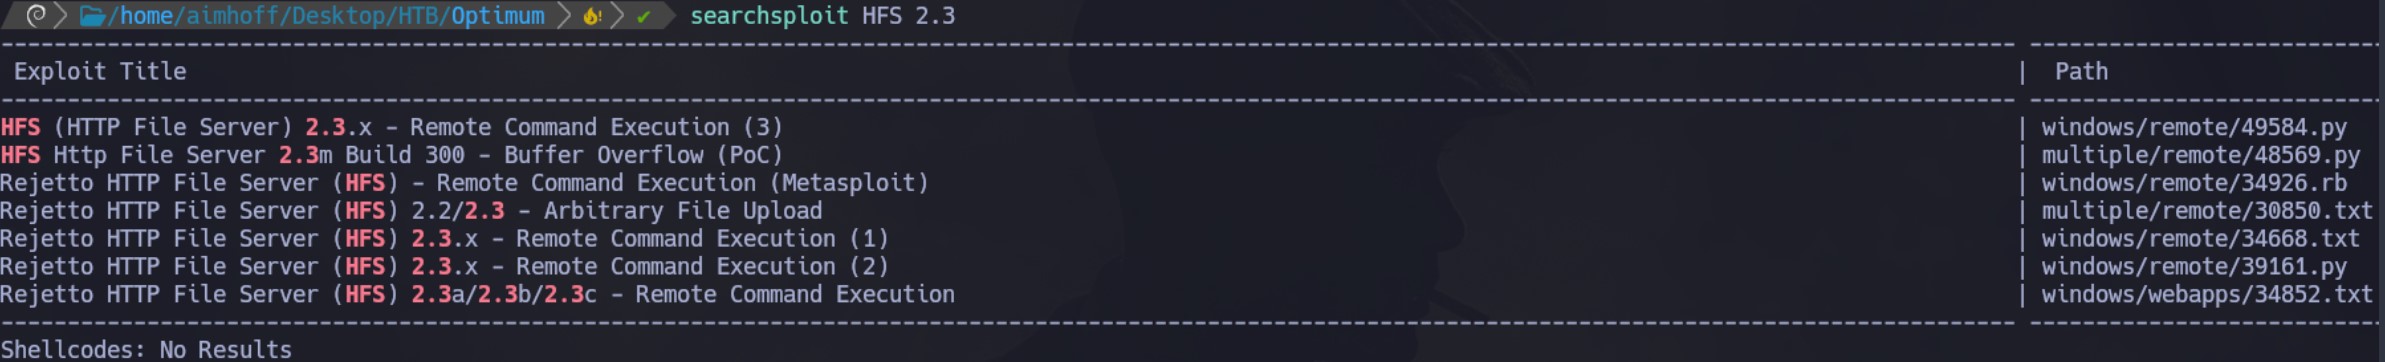 /home/aimhoff/Desktop/HTB/Optimum searchsploit HFS 2.3
Exploit Title | Path
HFS (HTTP File Server) 2.3.x - Remote Command Execution (3) | windows/remote/49584.py
HFS Http File Server 2.3m Build 300 - Buffer Overflow (PoC) | multiple/remote/48569.py
Rejetto HTTP File Server (HFS) - Remote Command Execution (Metasploit) | windows/remote/34926.rb
Rejetto HTTP File Server (HFS) 2.2/2.3 - Arbitrary File Upload | multiple/remote/30850.txt
Rejetto HTTP File Server (HFS) 2.3.x - Remote Command Execution (1) | windows/remote/34668.txt
Rejetto HTTP File Server (HFS) 2.3.x - Remote Command Execution (2) | windows/remote/39161.py
Rejetto HTTP File Server (HFS) 2.3a/2.3b/2.3c - Remote Command Execution | windows/webapps/34852.txt
Shellcodes: No Results